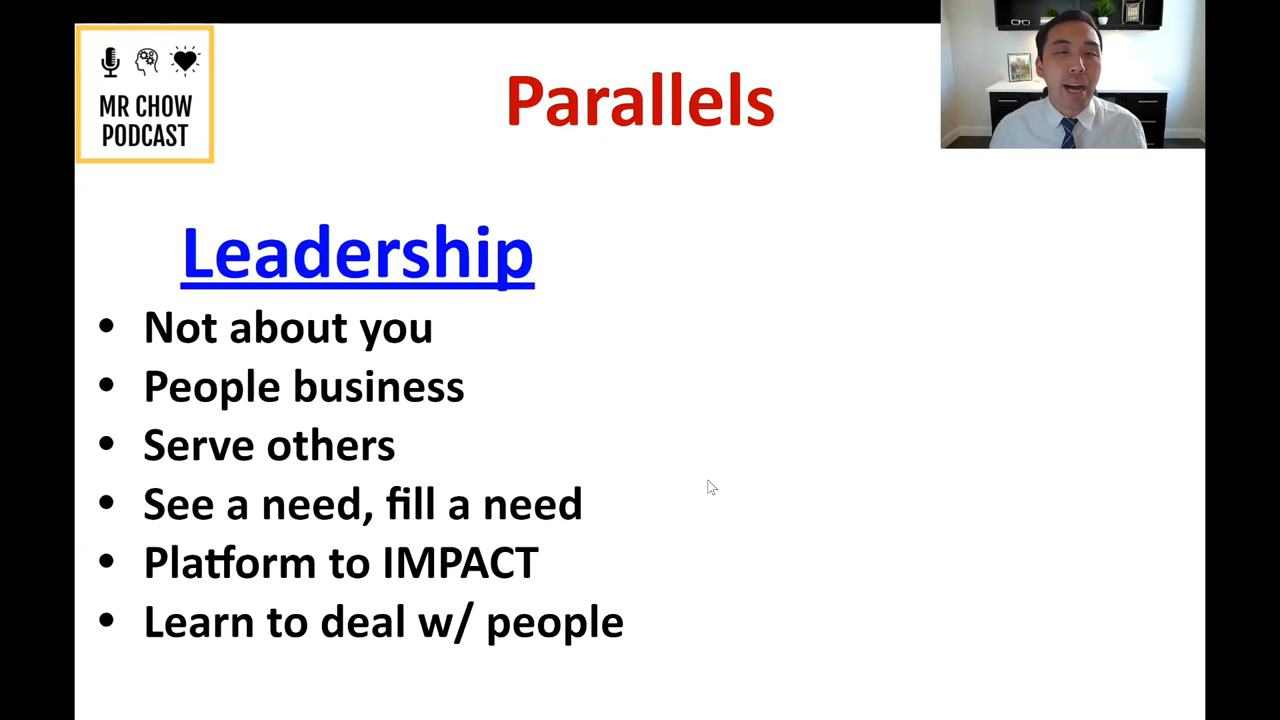 MR CHOW
PODCAST
Parallels
Leadership
• Not about you
• People business
• Serve others
• See a need, fill a need
• Platform to IMPACT
• Learn to deal w/ people